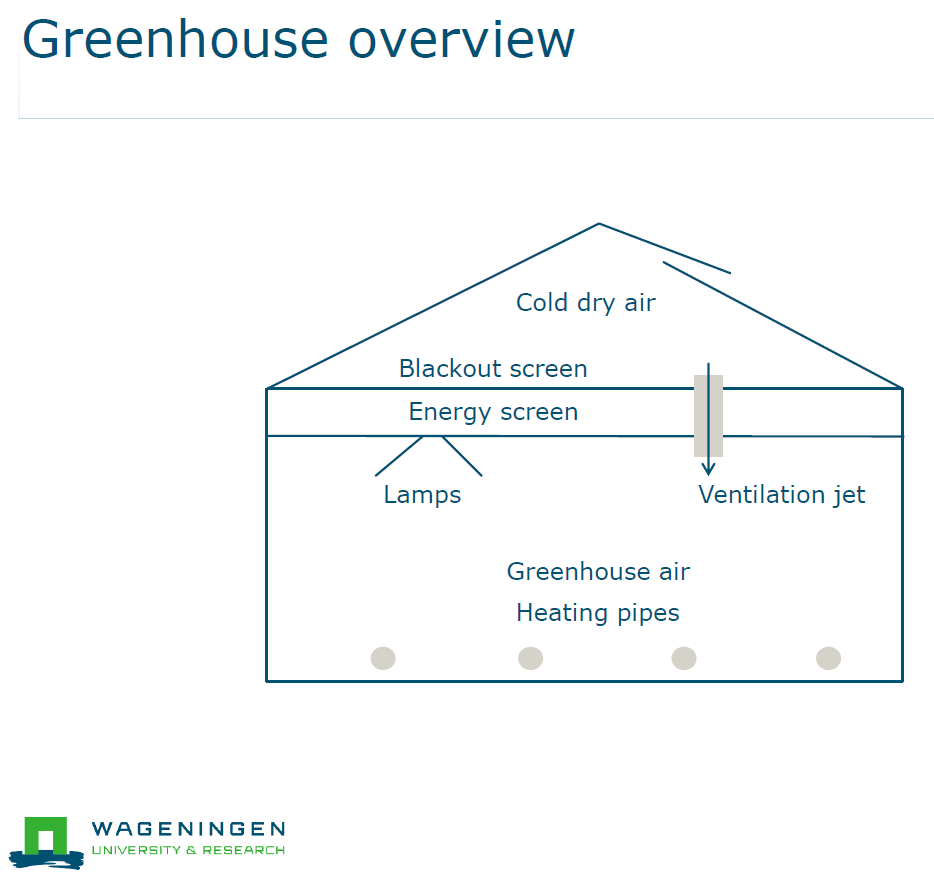 Greenhouse overview
Cold dry air
Blackout screen
Energy screen
Lamps
Ventilation jet
Greenhouse air
Heating pipes
WAGENINGEN
UNIVERSITY & RESEARCH